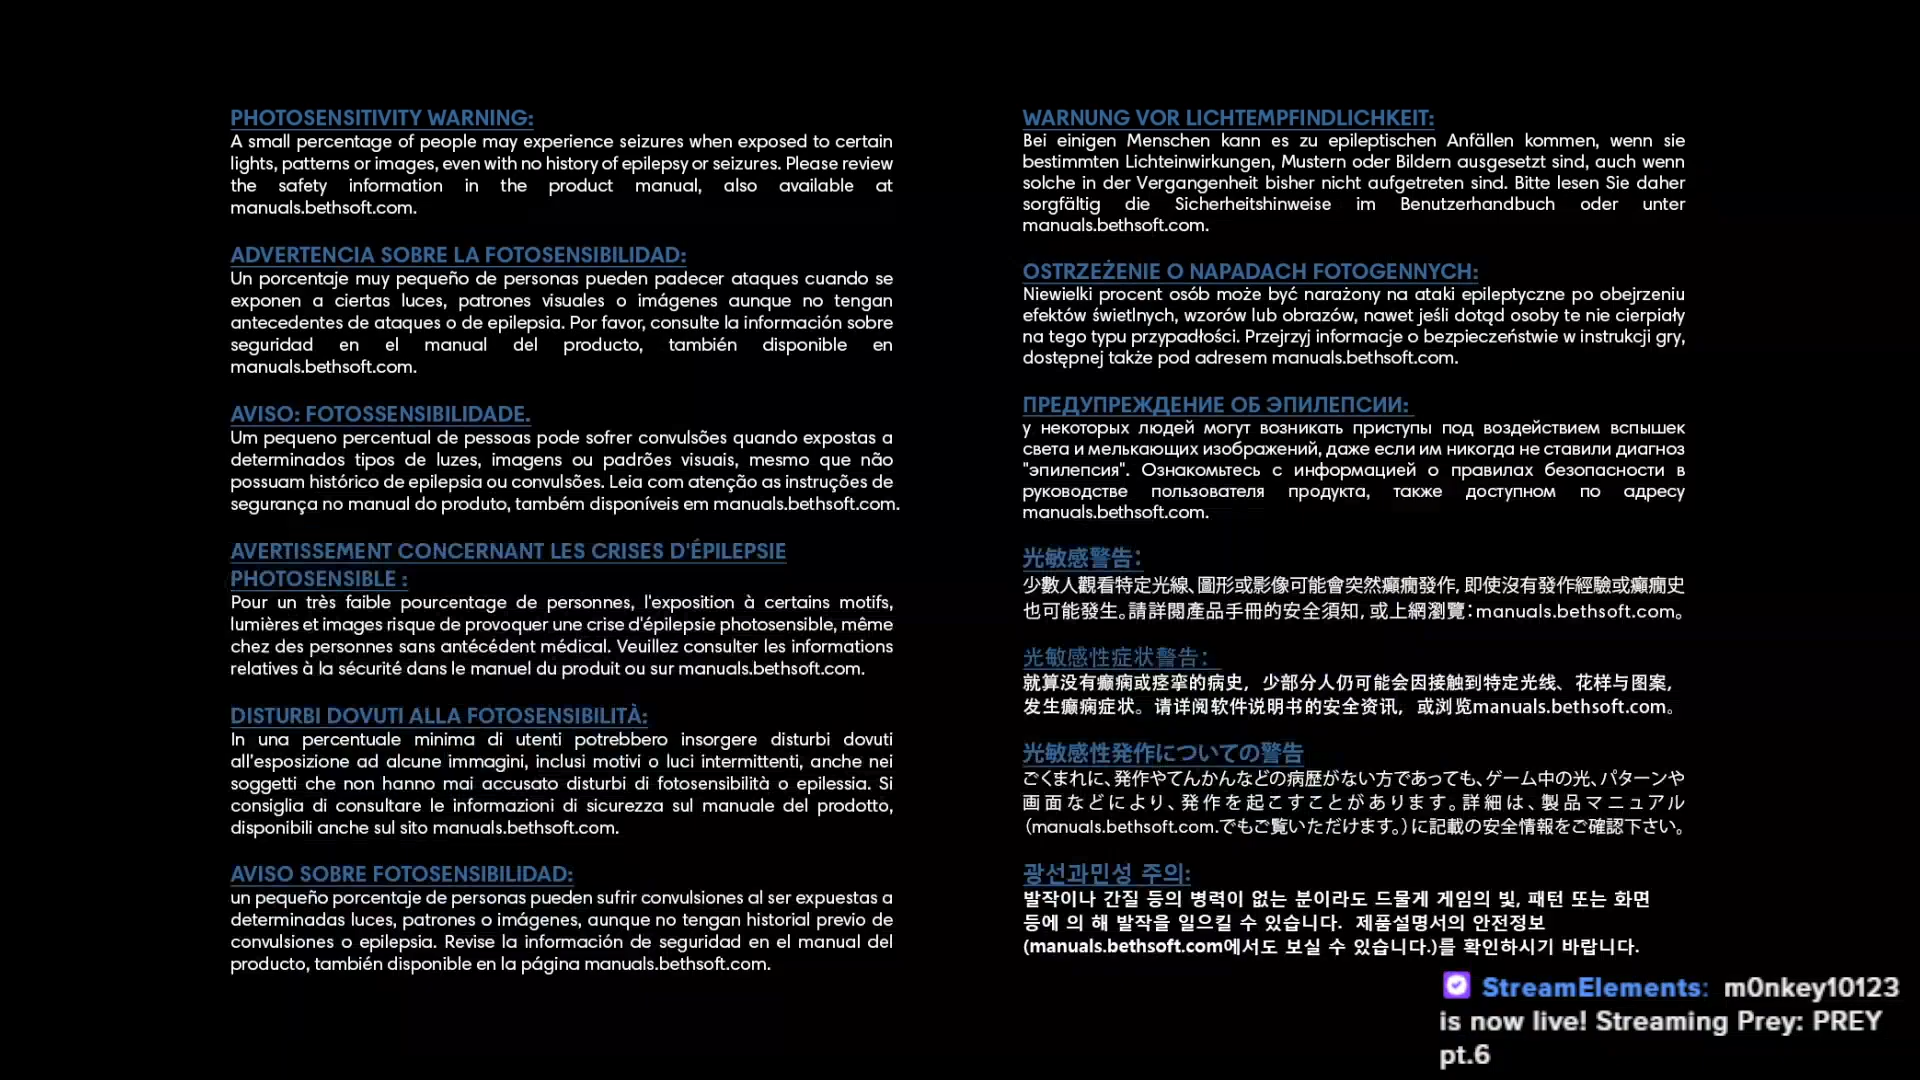 PHOTOSENSITIVITY WARNING:
A small percentage of people may experience seizures when exposed to certain
lights, patterns or images, even with no history of epilepsy or seizures. Please review
the safety information in the product manual, also available at
manuals.bethsoft.com.
ADVERTENCIA SOBRE LA FOTOSENSIBILIDAD:
Un porcentaje muy pequeño de personas pueden padecer ataques cuando se
exponen a ciertas luces, patrones visuales o imágenes aunque no tengan
antecedentes de ataques o de epilepsia. Por favor, consulte la información sobre
seguridad en el manual del producto, también disponible en
manuals.bethsoft.com.
AVISO: FOTOSSENSIBILIDADE.
Um pequeno percentual de pessoas pode sofrer convulsões quando expostas a
determinados tipos de luzes, imagens ou padrões visuais, mesmo que não
possuam histórico de epilepsia ou convulsões. Leia com atenção as instruções de
segurança no manual do produto, também disponíveis em manuals.bethsoft.com.
AVERTISSEMENT CONCERNANT LES CRISES D'ÉPILEPSIE
PHOTOSENSIBLE :
Pour un très faible pourcentage de personnes, l'exposition à certains motifs,
lumières et images risque de provoquer une crise d'épilepsie photosensible, même
chez des personnes sans antécédent médical. Veuillez consulter les informations
relatives à la sécurité dans le manuel du produit ou sur manuals.bethsoft.com.
DISTURBI DOVUTI ALLA FOTOSENSIBILITÀ:
In una percentuale minima di utenti potrebbero insorgere disturbi dovuti
all'esposizione ad alcune immagini, inclusi motivi o luci intermittenti, anche nei
soggetti che non hanno mai accusato disturbi di fotosensibilità o epilessia. Si
consiglia di consultare le informazioni di sicurezza sul manuale del prodotto,
disponibili anche sul sito manuals.bethsoft.com.
AVISO SOBRE FOTOSENSIBILIDAD:
un pequeño porcentaje de personas pueden sufrir convulsiones al ser expuestas a
determinadas luces, patrones o imágenes, aunque no tengan historial previo de
convulsiones o epilepsia. Revise la información de seguridad en el manual del
producto, también disponible en la página manuals.bethsoft.com.
WARNUNG VOR LICHTEMPFINDLICHKEIT:
Bei einigen Menschen kann es zu epileptischen Anfällen kommen, wenn sie
bestimmten Lichteinwirkungen, Mustern oder Bildern ausgesetzt sind, auch wenn
solche in der Vergangenheit bisher nicht aufgetreten sind. Bitte lesen Sie daher
sorgfältig die Sicherheitshinweise im Benutzerhandbuch oder unter
manuals.bethsoft.com.
OSTRZEŻENIE O NAPADACH FOTOGENNYCH:
Niewielki procent osób może być narażony na ataki epileptyczne po obejrzeniu
efektów świetlnych, wzorów lub obrazów, nawet jeśli dotąd osoby te nie cierpiały
na tego typu przypadłości. Przejrzyj informacje o bezpieczeństwie w instrukcji gry,
dostępnej także pod adresem manuals.bethsoft.com.
ПРЕДУПРЕЖДЕНИЕ ОБ ЭПИЛЕПСИИ:
у некоторых людей могут возникать приступы под воздействием вспышек
света и мелькающих изображений, даже если им никогда не ставили диагноз
"эпилепсия". Ознакомьтесь с информацией о правилах безопасности в
руководстве пользователя продукта, также доступном по адресу
manuals.bethsoft.com.
光敏感警告：
少數人觀看特定光線、圖形或影像可能會突然癲癇發作，即使沒有發作經驗或癲癇史
也可能發生。請詳閱產品手冊的安全須知，或上網瀏覽：manuals.bethsoft.com。
光敏感性症状警告：
就算没有癫痫或痉挛的病史，少部分人仍可能会因接触到特定光线、花样与图案，
发生癫痫症状。请详阅软件说明书的安全资讯，或浏览manuals.bethsoft.com。
光敏感性発作についての警告
ごくまれに、発作やてんかんなどの病歴がない方であっても、ゲーム中の光、パターンや
画面などにより、発作を起こすことがあります。詳細は、製品マニュアル
（manuals.bethsoft.com.でもご覧いただけます。）に記載の安全情報をご確認下さい。
광선과민성 주의:
발작이나 간질 등의 병력이 없는 분이라도 드물게 게임의 빛, 패턴 또는 화면
등에 의 해 발작을 일으킬 수 있습니다. 제품설명서의 안전정보
(manuals.bethsoft.com에서도 보실 수 있습니다.)를 확인하시기 바랍니다.
StreamElements: m0nkey10123
is now live! Streaming Prey: PREY
pt.6